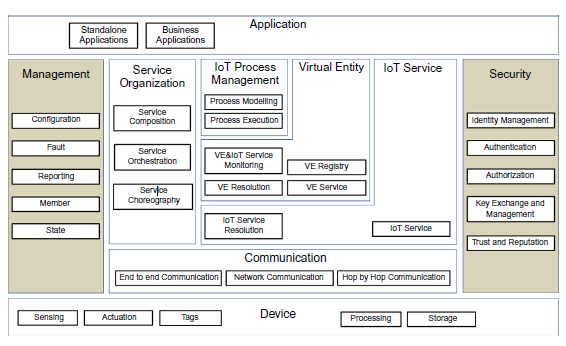 Application
Standalone
Applications
Business
Applications
Management
Configuration
Fault
Reporting
Member
State
Service
Organization
Service
Composition
Service
Orchestration
Service
Choreography
IoT Process
Management
Process Modelling
Process Execution
Virtual Entity
VE&IoT Service
Monitoring
VE Resolution
VE Registry
VE Service
IoT Service
IoT Service
Resolution
IoT Service
Security
Identity Management
Authentication
Authorization
Key Exchange and
Management
Trust and Reputation
Communication
End to end Communication
Network Communication
Hop by Hop Communication
Device
Sensing
Actuation
Tags
Processing
Storage